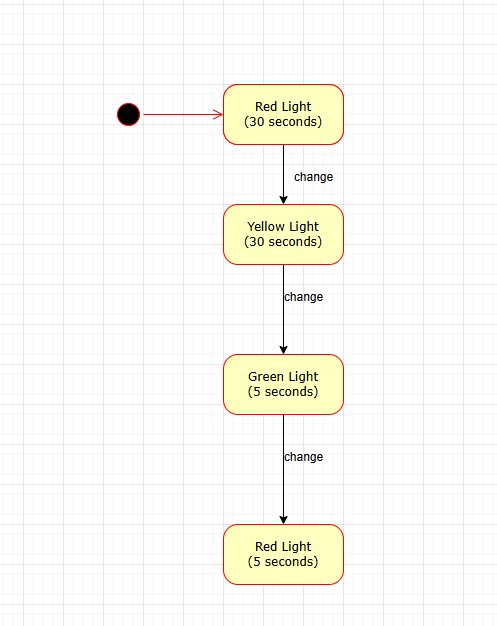 Red Light
(30 seconds)
change
Yellow Light
(30 seconds)
change
Green Light
(5 seconds)
change
Red Light
(5 seconds)